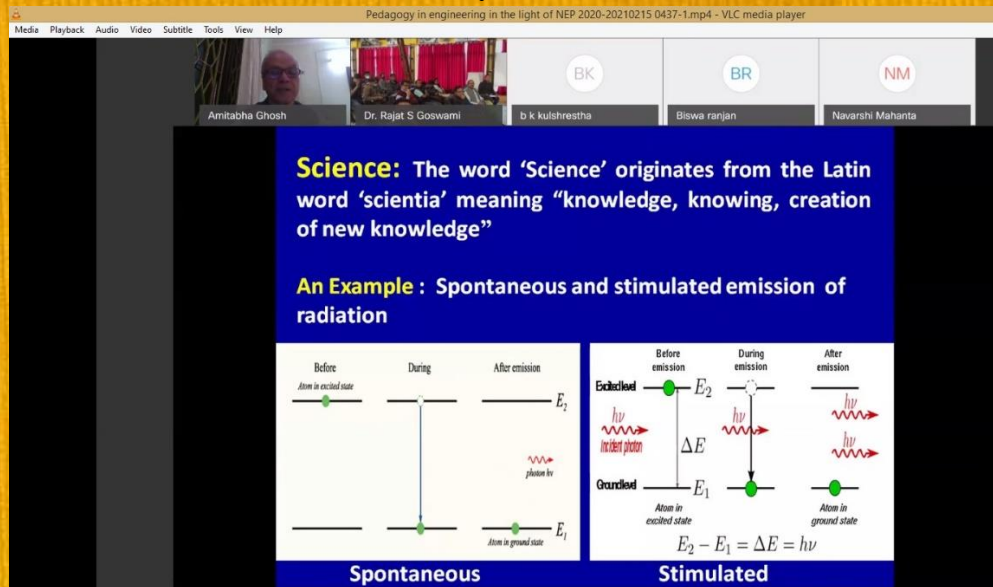 Pedagogy in engineering in the light of NEP 2020-20210215 0437-1.mp4 - VLC media player
Media Playback Audio Video Subtitle Tools View Help
BK BR NM
Amitabha Ghosh Dr. Rajat S Goswami b k kulshrestha Biswa ranjan Navarshi Mahanta
Science: The word ‘Science’ originates from the Latin
word ‘scientia’ meaning “knowledge, knowing, creation
of new knowledge”
An Example : Spontaneous and stimulated emission of
radiation
Before During After emission
Atom in excited state
E2
photon hν
E1
Atom in ground state
Before emission
During emission
After emission
Excited level
E2
hν
Incident photon
ΔE
hν
hν
hν
Ground level
E1
Atom in
excited state
Atom in
ground state
E2 − E1 = ΔE = hν
Spontaneous
Stimulated